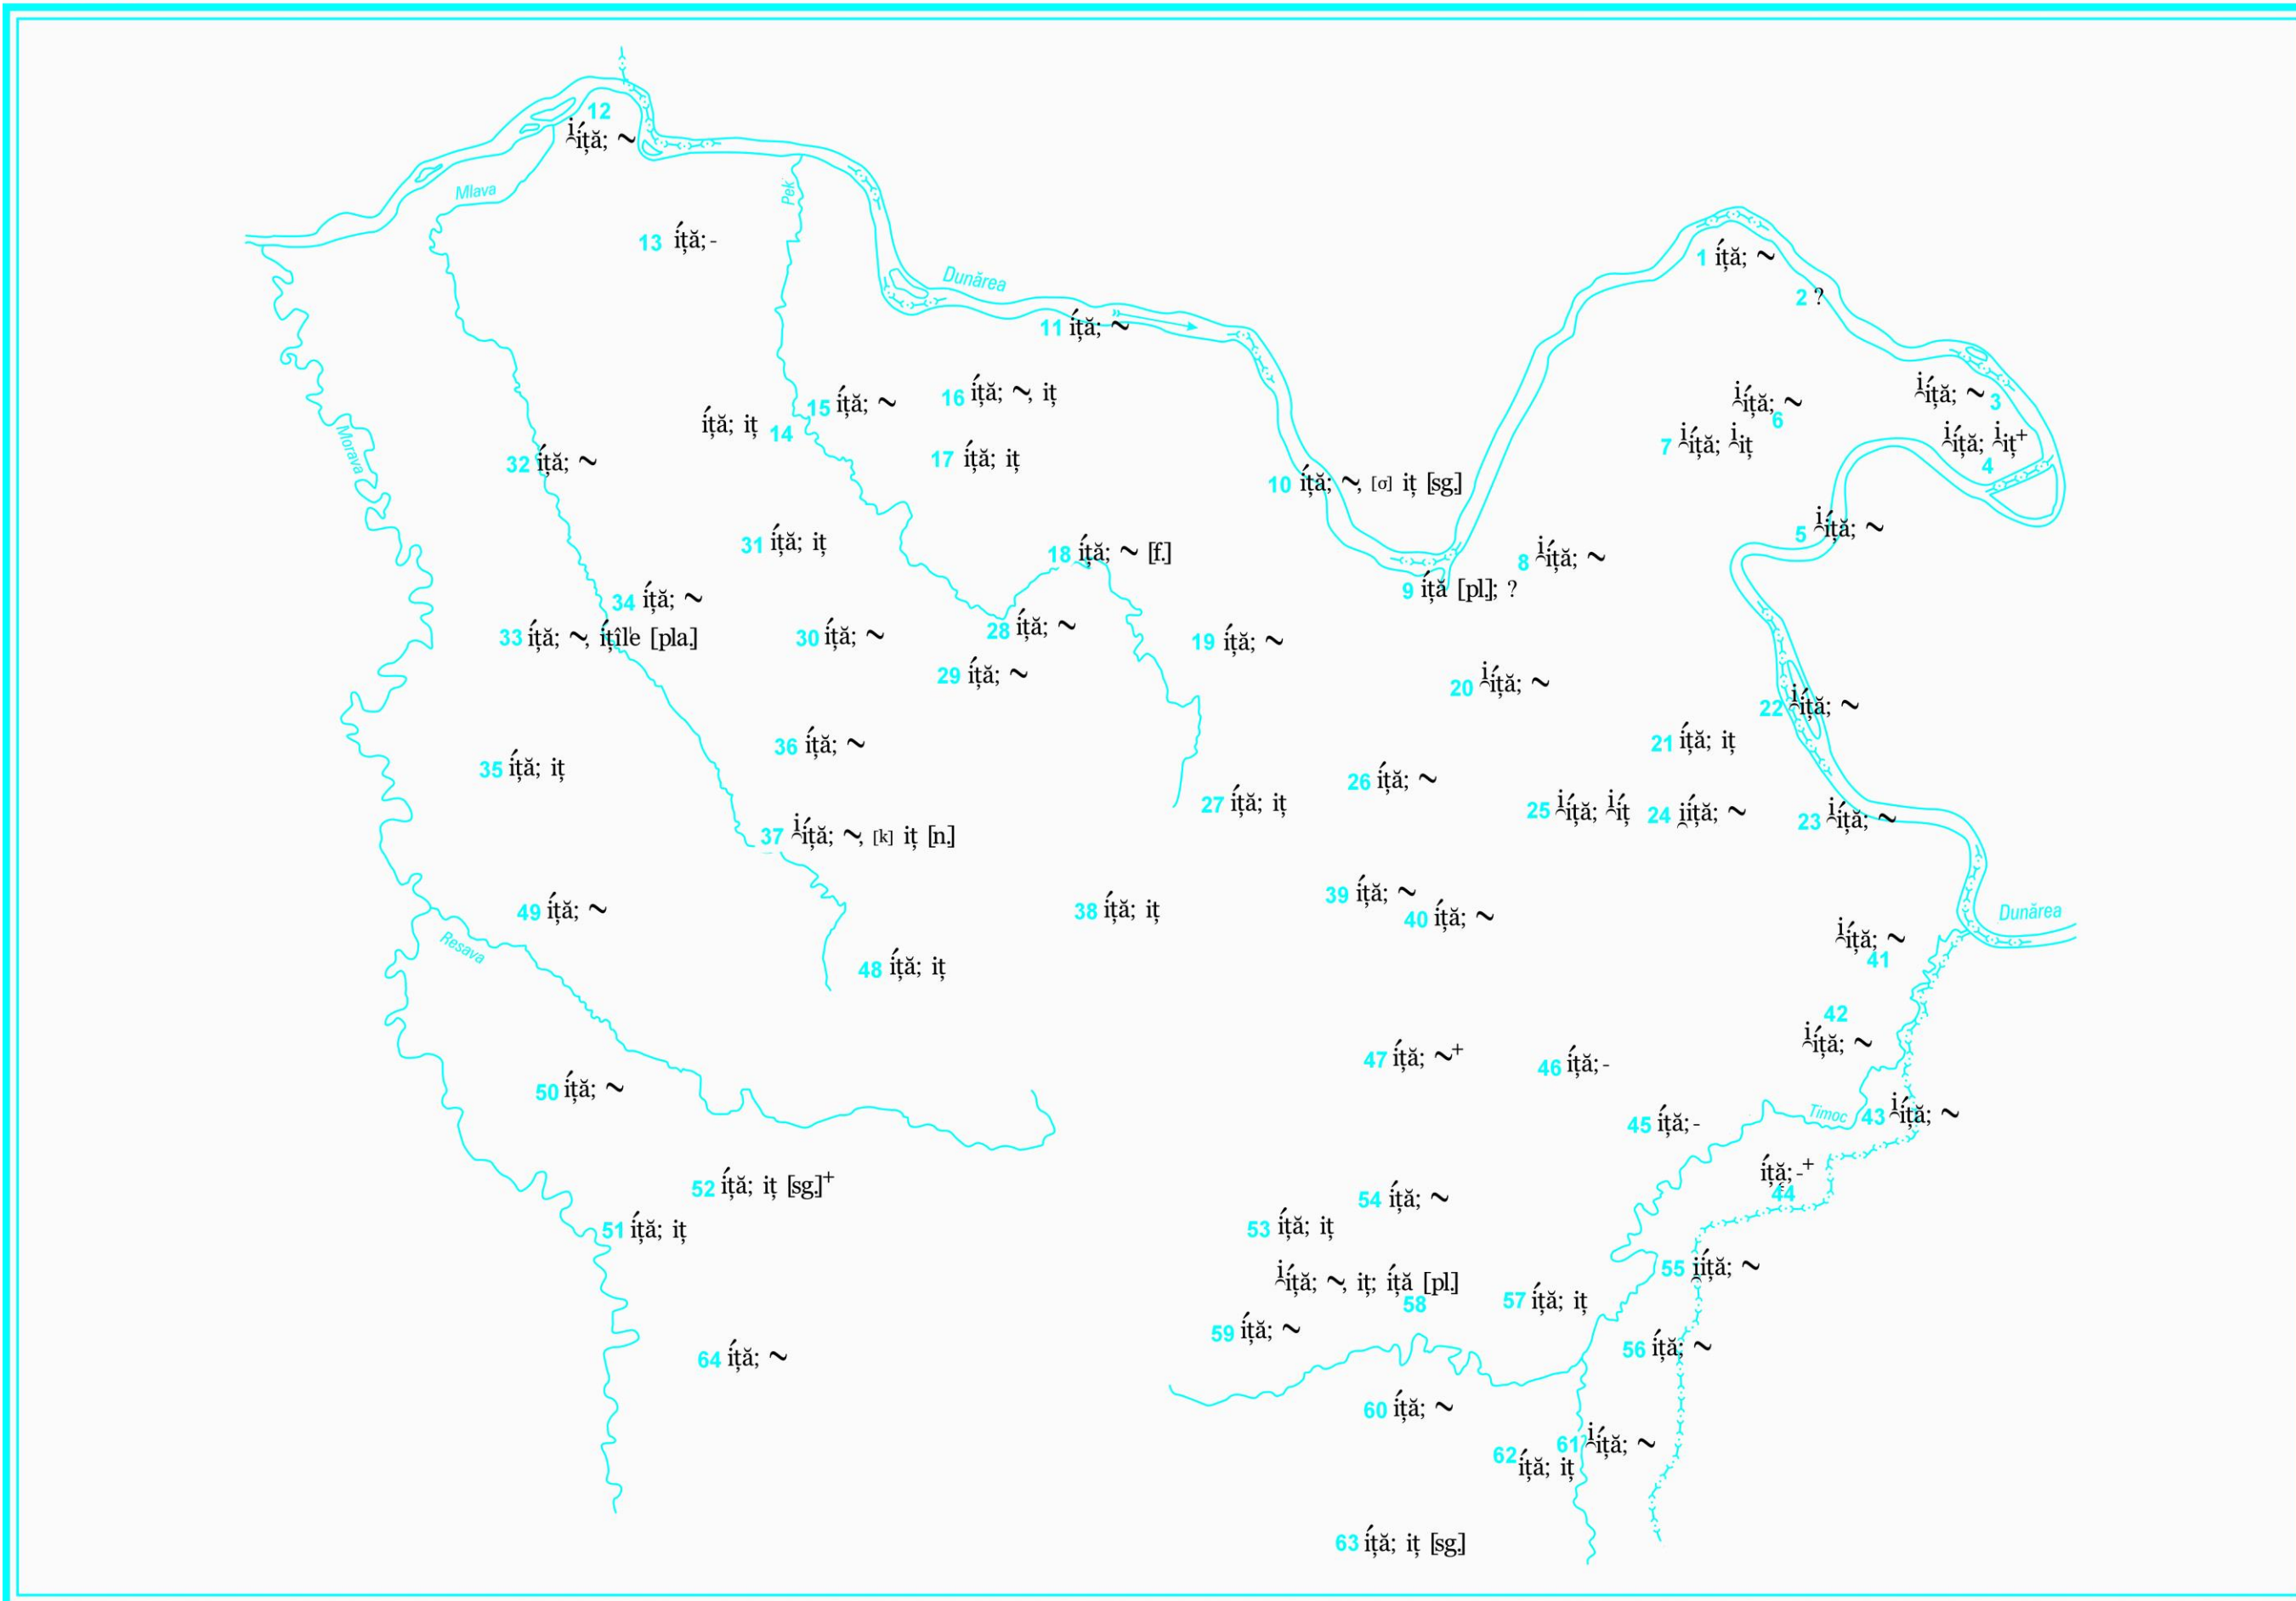 12
i̯íță; ~
Mlava
Pek
13 íță; -
1 íță; ~
Dunărea
2 ?
11 íță; ~
i̯íță; ~ 3
16 íță; ~, iț
15 íță; ~
i̯íță; ~
6
íță; iț 14
7 i̯íță; i̯iț
i̯íță; i̯iț⁺
4
Morava
32 íță; ~
17 íță; iț
10 íță; ~, [σ] iț [sg.]
5 i̯íță; ~
31 íță; iț
18 íță; ~ [f.]
8 i̯íță; ~
9 íță [pl.]; ?
34 íță; ~
33 íță; ~, íțîl'e [pla.]
30 íță; ~
28 íță; ~
19 íță; ~
29 íță; ~
20 i̯íță; ~
22 i̯íță; ~
36 íță; ~
21 íță; iț
35 íță; iț
26 íță; ~
27 íță; iț
25 i̯íță; i̯íț
24 i̯íță; ~
23 i̯íță; ~
37 i̯íță; ~, [k] iț [n.]
39 íță; ~
49 íță; ~
38 íță; iț
40 íță; ~
Dunărea
i̯íță; ~
41
Resava
48 íță; iț
42
i̯íță; ~
47 íță; ~⁺
46 íță; -
50 íță; ~
Timoc
43 i̯íță; ~
45 íță; -
íță; -⁺
44
52 íță; iț [sg.]⁺
54 íță; ~
51 íță; iț
53 íță; iț
55 i̯íță; ~
i̯íță; ~, iț; íță [pl.]
58
57 íță; iț
59 íță; ~
56 íță; ~
64 íță; ~
60 íță; ~
61 i̯íță; ~
62 íță; iț
63 íță; iț [sg.]